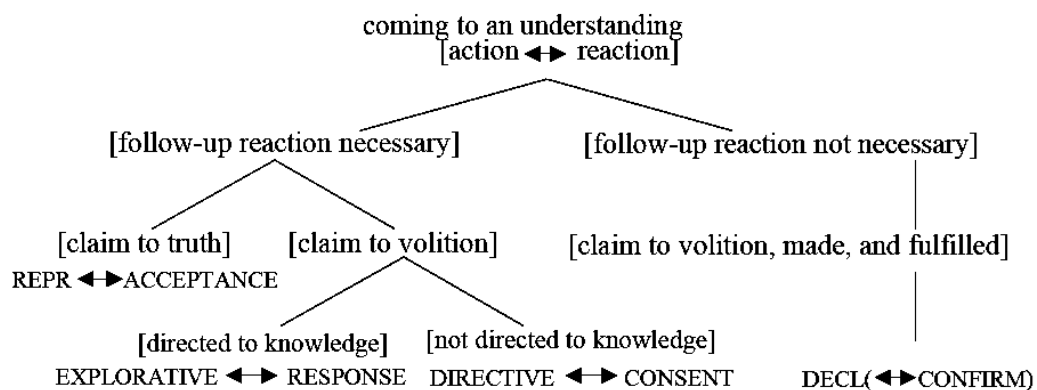 coming to an understanding
[action ↔ reaction]
[follow-up reaction necessary] [follow-up reaction not necessary]
[claim to truth] [claim to volition] [claim to volition, made, and fulfilled]
REPR ↔ ACCEPTANCE
[directed to knowledge] [not directed to knowledge]
EXPLORATIVE ↔ RESPONSE DIRECTIVE ↔ CONSENT DECL(↔CONFIRM)